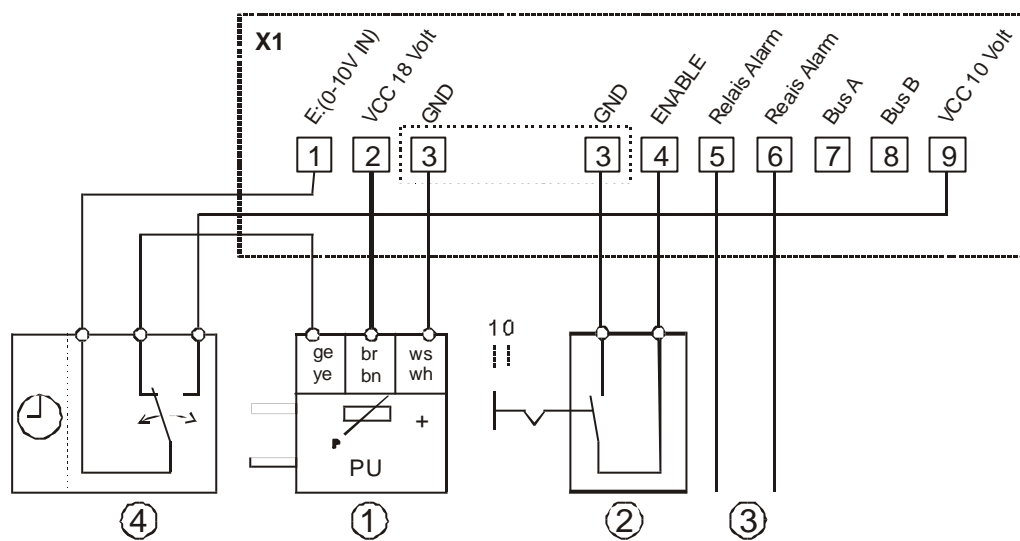 X1
E:(0-10V IN)
VCC 18 Volt
GND
GND
ENABLE
Relais Alarm
Reais Alarm
Bus A
Bus B
VCC 10 Volt
1 2 3 3 4 5 6 7 8 9
1 0
ge br ws
ye bn wh
P
+
PU
4 1 2 3